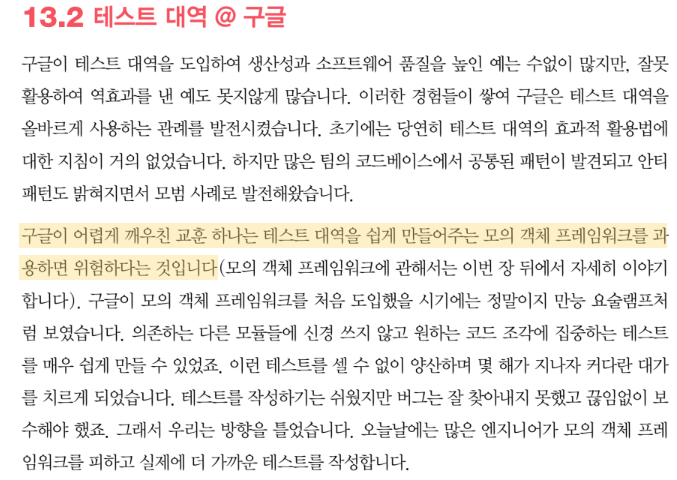 13.2 테스트 대역 @ 구글
구글이 테스트 대역을 도입하여 생산성과 소프트웨어 품질을 높인 예는 수없이 많지만, 잘못
활용하여 역효과를 낸 예도 못지않게 많습니다. 이러한 경험들이 쌓여 구글은 테스트 대역을
올바르게 사용하는 관례를 발전시켰습니다. 초기에는 당연히 테스트 대역의 효과적 활용법에
대한 지침이 거의 없었습니다. 하지만 많은 팀의 코드베이스에서 공통된 패턴이 발견되고 안티
패턴도 밝혀지면서 모범 사례로 발전해왔습니다.
구글이 어렵게 깨우친 교훈 하나는 테스트 대역을 쉽게 만들어주는 모의 객체 프레임워크를 과
용하면 위험하다는 것입니다(모의 객체 프레임워크에 관해서는 이번 장 뒤에서 자세히 이야기
합니다). 구글이 모의 객체 프레임워크를 처음 도입했을 시기에는 정말이지 만능 요술램프처
럼 보였습니다. 의존하는 다른 모듈들에 신경 쓰지 않고 원하는 코드 조각에 집중하는 테스트
를 매우 쉽게 만들 수 있었죠. 이런 테스트를 셀 수 없이 양산하며 몇 해가 지나자 커다란 대가
를 치르게 되었습니다. 테스트를 작성하기는 쉬웠지만 버그는 잘 찾아내지 못했고 끊임없이 보
수해야 했죠. 그래서 우리는 방향을 틀었습니다. 오늘날에는 많은 엔지니어가 모의 객체 프레
임워크를 피하고 실제에 더 가까운 테스트를 작성합니다.